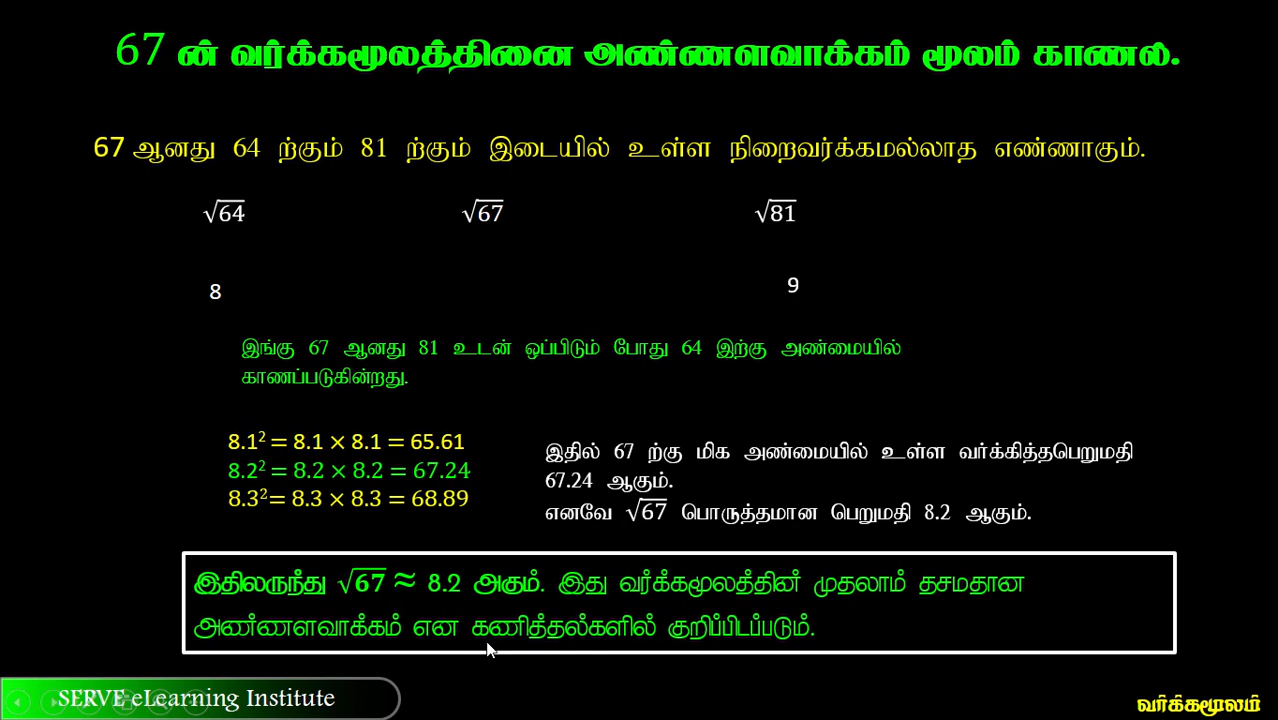 67 ன் வர்க்கமூலத்தினை அண்ணளவாக்கம் மூலம் காணல்.
67 ஆனது 64 ற்கும் 81 ற்கும் இடையில் உள்ள நிறைவர்க்கமல்லாத எண்ணாகும்.
√64 √67 √81
8 9
இங்கு 67 ஆனது 81 உடன் ஒப்பிடும் போது 64 இற்கு அண்மையில்
காணப்படுகின்றது.
8.1² = 8.1 × 8.1 = 65.61
8.2² = 8.2 × 8.2 = 67.24
8.3²= 8.3 × 8.3 = 68.89
இதில் 67 ற்கு மிக அண்மையில் உள்ள வர்க்கித்தபெறுமதி
67.24 ஆகும்.
எனவே √67 பொருத்தமான பெறுமதி 8.2 ஆகும்.
இதிலருந்து √67 ≈ 8.2 அகும். இது வர்க்கமூலத்தின் முதலாம் தசமதான
அண்ணளவாக்கம் என கணித்தல்களில் குறிப்பிடப்படும்.
SERVE eLearning Institute
வர்க்கமூலம்